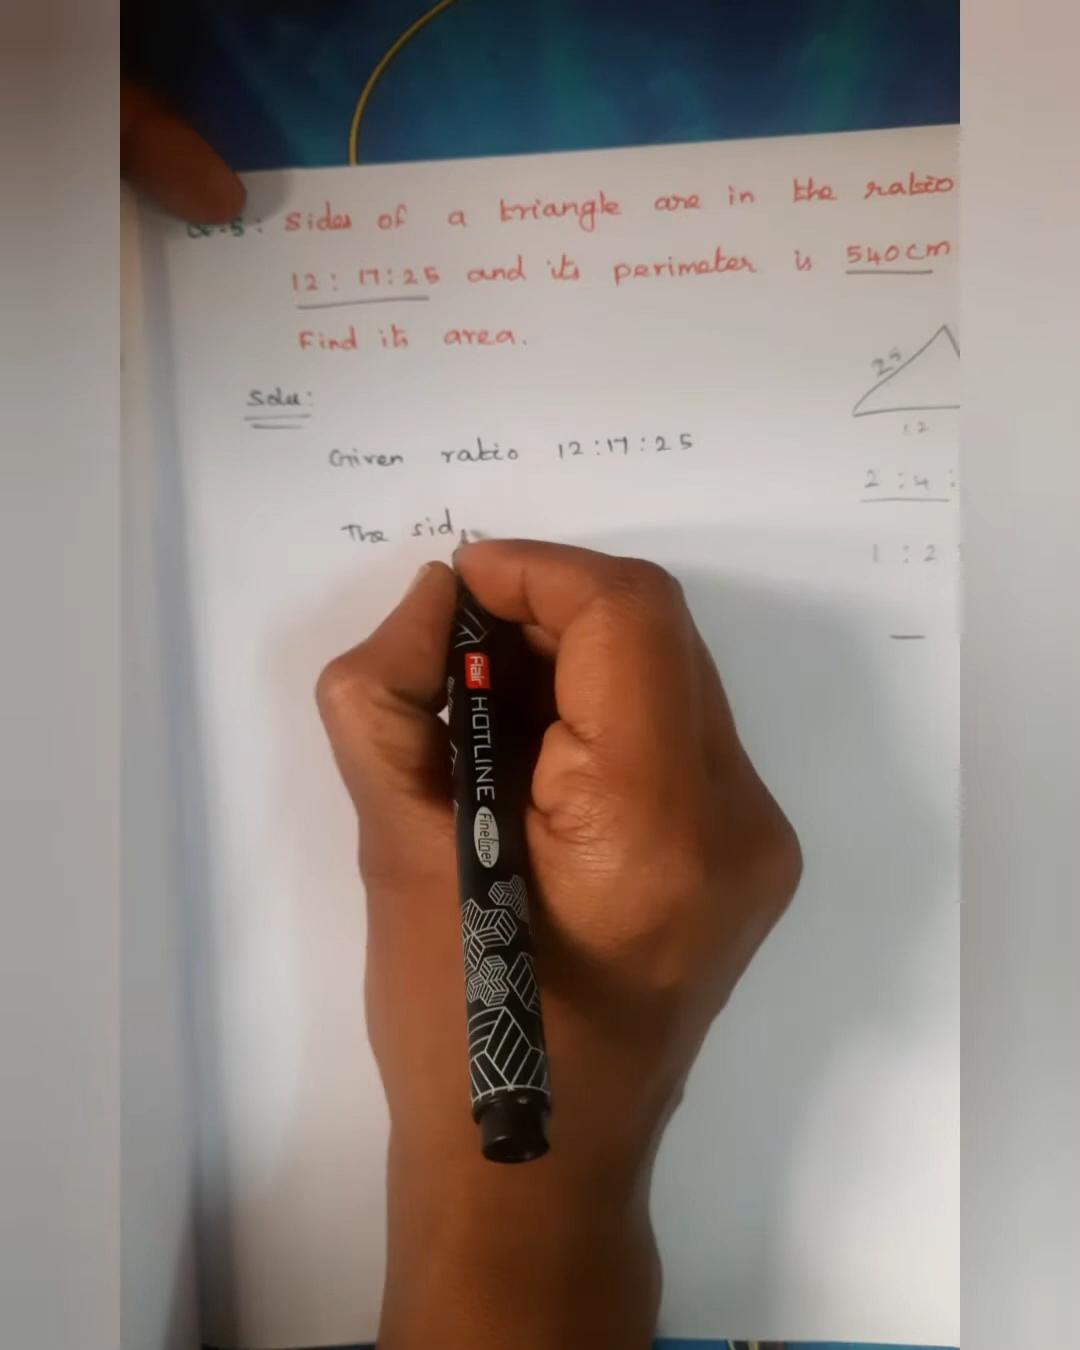 Q.5: Sides of a triangle are in the ratio
12: 17:25 and its perimeter is 540cm
Find its area.
25
12
Solu:
Given ratio 12:17:25
2 : 4 :
The sid
1 : 2 :
Flair HOTLINE Fineliner